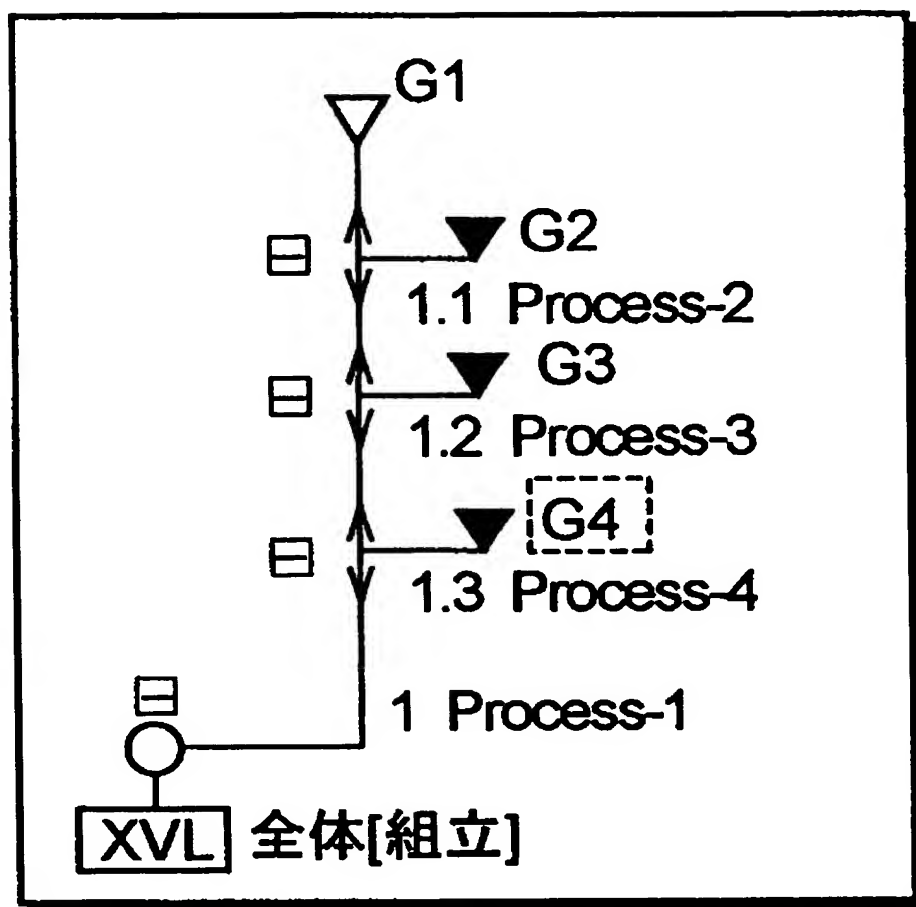 G1
G2
1.1 Process-2
G3
1.2 Process-3
G4
1.3 Process-4
1 Process-1
XVL 全体[組立]